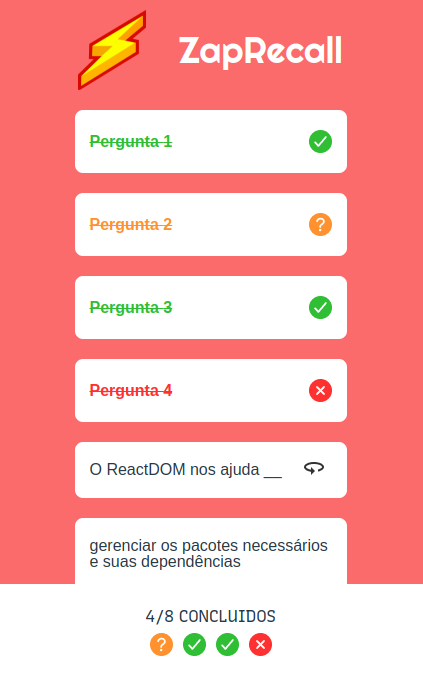 ZapRecall
Pergunta 1
Pergunta 2
Pergunta 3
Pergunta 4
O ReactDOM nos ajuda __
gerenciar os pacotes necessários
e suas dependências
4/8 CONCLUIDOS